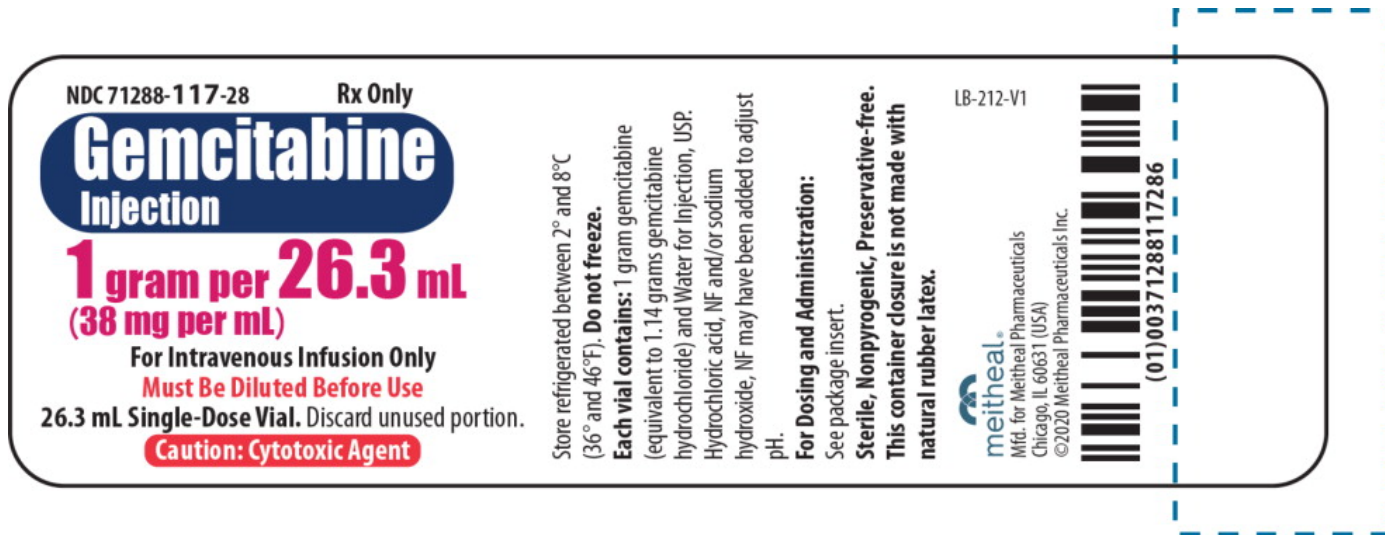 NDC 71288-117-28 Rx Only
Gemcitabine
Injection
1 gram per 26.3 mL
(38 mg per mL)
For Intravenous Infusion Only
Must Be Diluted Before Use
26.3 mL Single-Dose Vial. Discard unused portion.
Caution: Cytotoxic Agent
Store refrigerated between 2° and 8°C
(36° and 46°F). Do not freeze.
Each vial contains: 1 gram gemcitabine
(equivalent to 1.14 grams gemcitabine
hydrochloride) and Water for Injection, USP.
Hydrochloric acid, NF and/or sodium
hydroxide, NF may have been added to adjust
pH.
For Dosing and Administration:
See package insert.
Sterile, Nonpyrogenic, Preservative-free.
This container closure is not made with
natural rubber latex.
LB-212-V1
meitheal®
Mfd. for Meitheal Pharmaceuticals
Chicago, IL 60631 (USA)
©2020 Meitheal Pharmaceuticals Inc.
(01)00371288117286